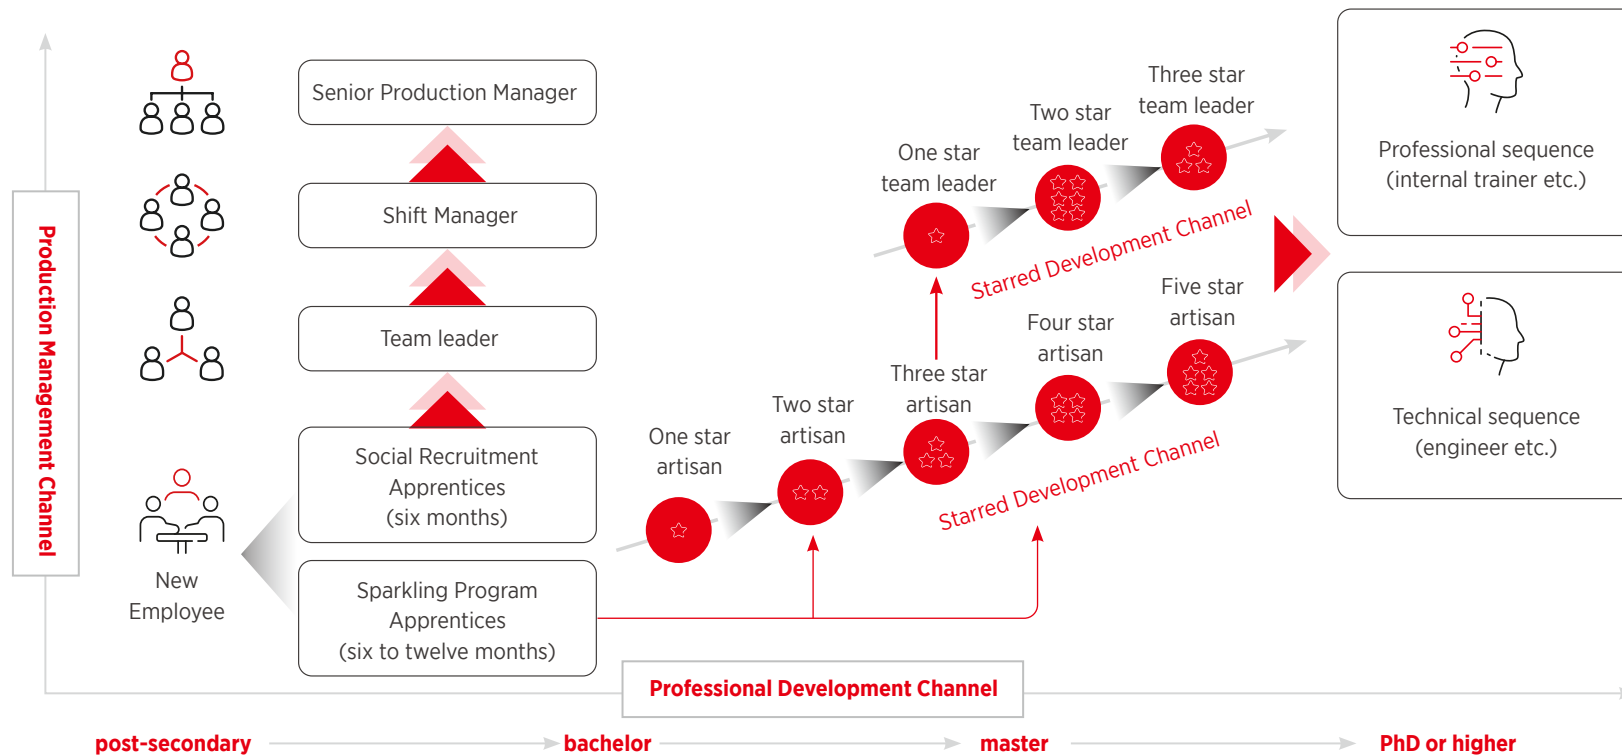 Production Management Channel
Senior Production Manager
Shift Manager
Team leader
Social Recruitment
Apprentices
(six months)
New
Employee
Sparkling Program
Apprentices
(six to twelve months)
One star
artisan
Two star
artisan
Three star
artisan
Four star
artisan
Five star
artisan
Starred Development Channel
One star
team leader
Two star
team leader
Three star
team leader
Starred Development Channel
Professional sequence
(internal trainer etc.)
Technical sequence
(engineer etc.)
Professional Development Channel
post-secondary
bachelor
master
PhD or higher